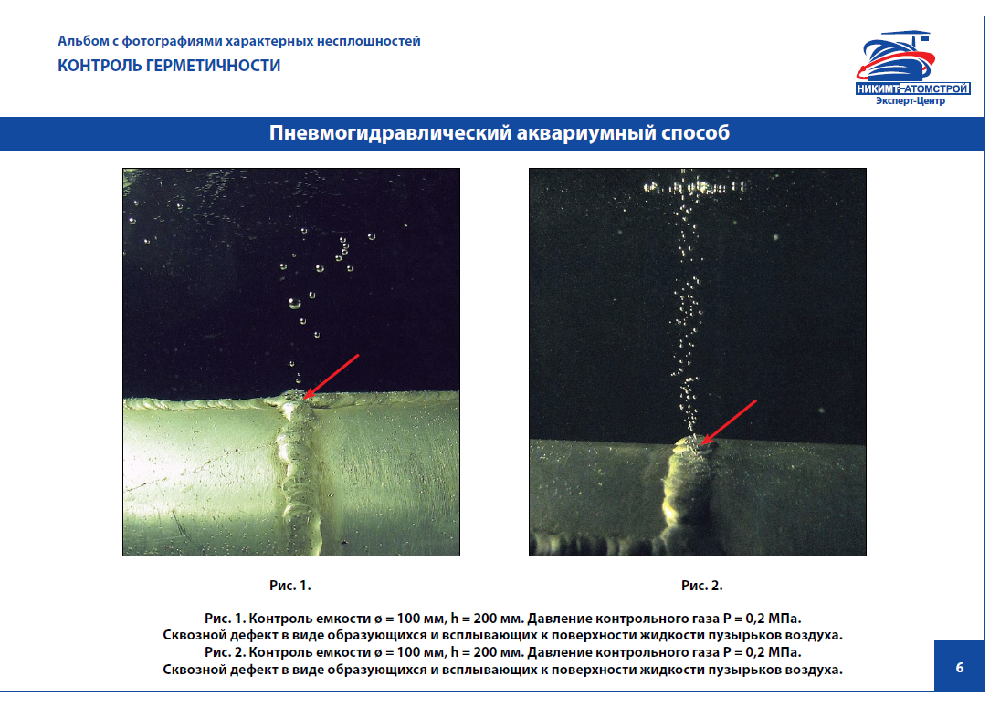 Альбом с фотографиями характерных несплошностей
КОНТРОЛЬ ГЕРМЕТИЧНОСТИ
НИКИМТ-АТОМСТРОЙ
Эксперт-Центр
Пневмогидравлический аквариумный способ
Рис. 1.
Рис. 2.
Рис. 1. Контроль емкости ø = 100 мм, h = 200 мм. Давление контрольного газа Р = 0,2 МПа.
Сквозной дефект в виде образующихся и всплывающих к поверхности жидкости пузырьков воздуха.
Рис. 2. Контроль емкости ø = 100 мм, h = 200 мм. Давление контрольного газа Р = 0,2 МПа.
Сквозной дефект в виде образующихся и всплывающих к поверхности жидкости пузырьков воздуха.
6